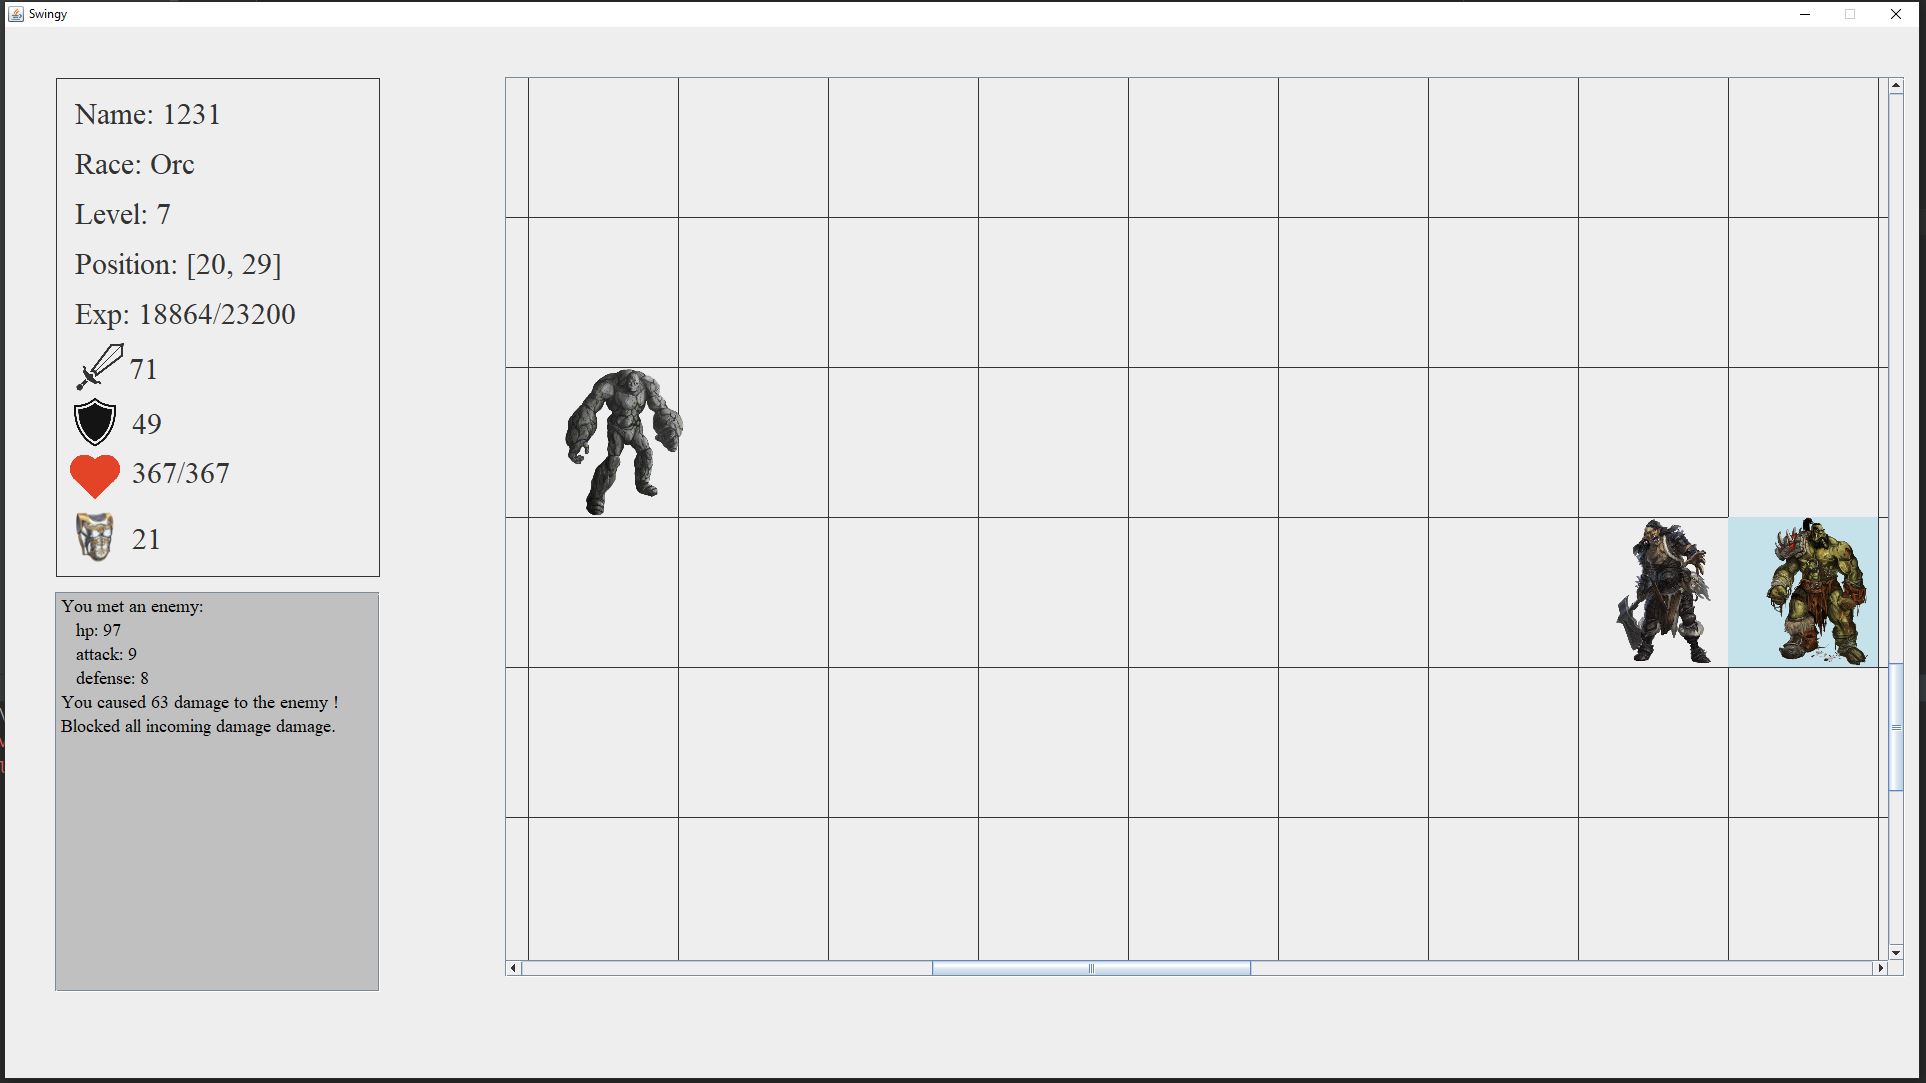 Swingy
Name: 1231
Race: Orc
Level: 7
Position: [20, 29]
Exp: 18864/23200
71
49
367/367
21
You met an enemy:
hp: 97
attack: 9
defense: 8
You caused 63 damage to the enemy !
Blocked all incoming damage damage.